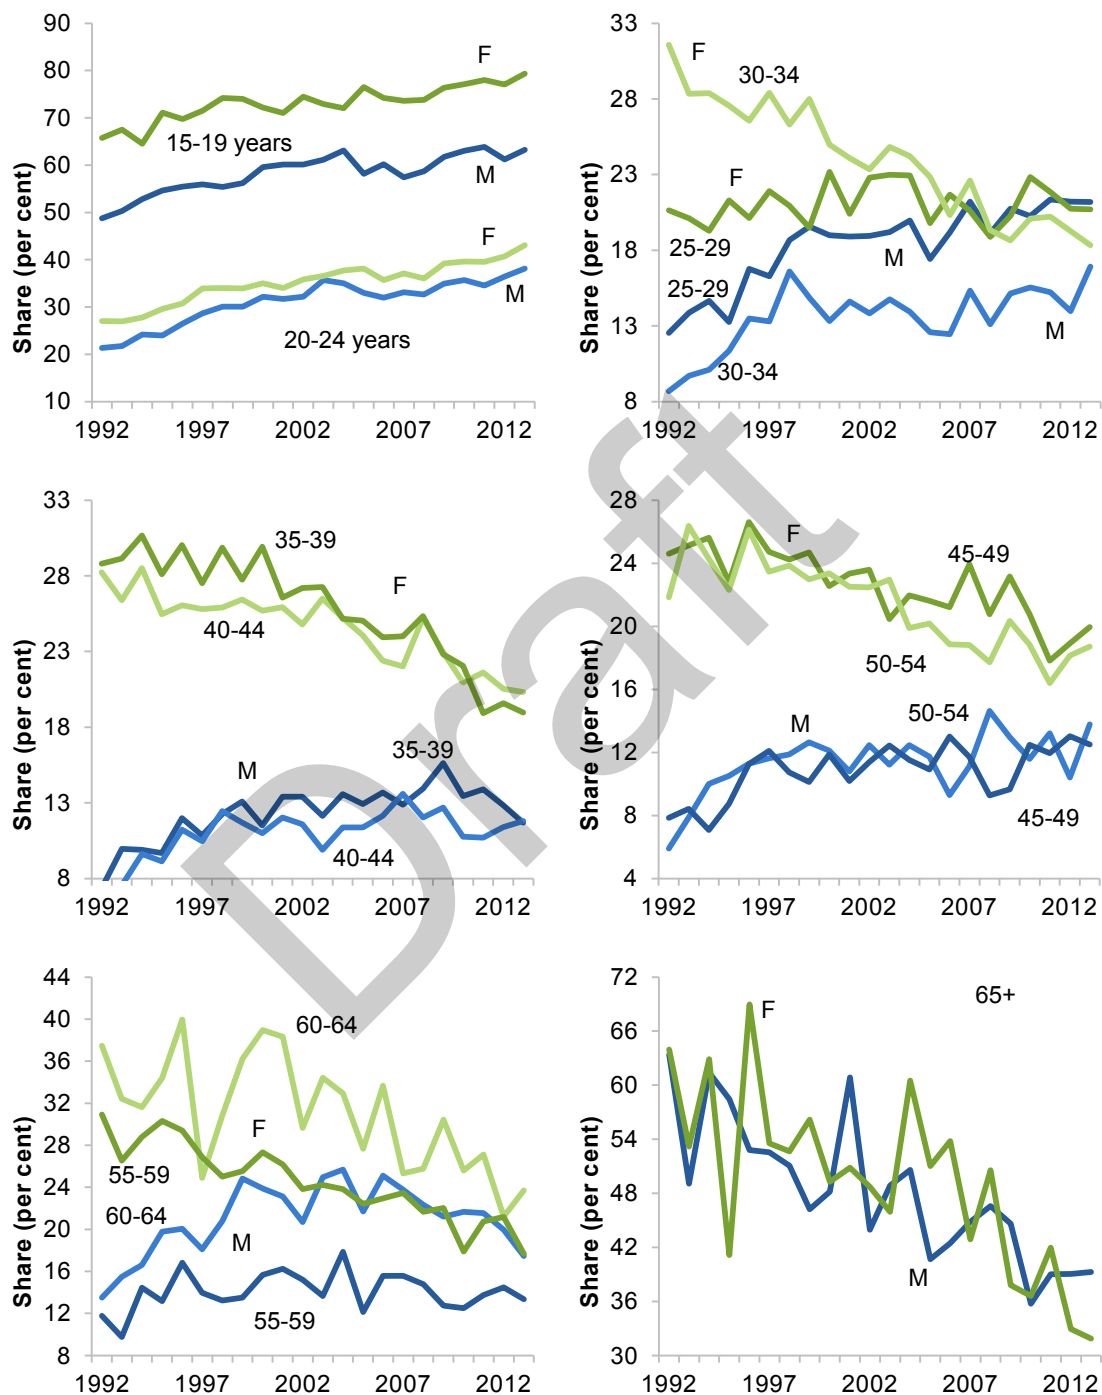 90
80
70
60
50
40
30
20
10
Share (per cent)
F
15-19 years
M
F
M
20-24 years
1992 1997 2002 2007 2012
33
28
23
18
13
8
Share (per cent)
F
30-34
F
25-29
25-29
M
M
30-34
1992 1997 2002 2007 2012
33
28
23
18
13
8
Share (per cent)
35-39
F
40-44
35-39
M
40-44
1992 1997 2002 2007 2012
28
24
20
16
12
8
4
Share (per cent)
F
45-49
50-54
50-54
M
45-49
1992 1997 2002 2007 2012
44
40
36
32
28
24
20
16
12
8
Share (per cent)
60-64
F
55-59
60-64
M
55-59
1992 1997 2002 2007 2012
72
66
60
54
48
42
36
30
Share (per cent)
65+
F
M
1992 1997 2002 2007 2012
Draft